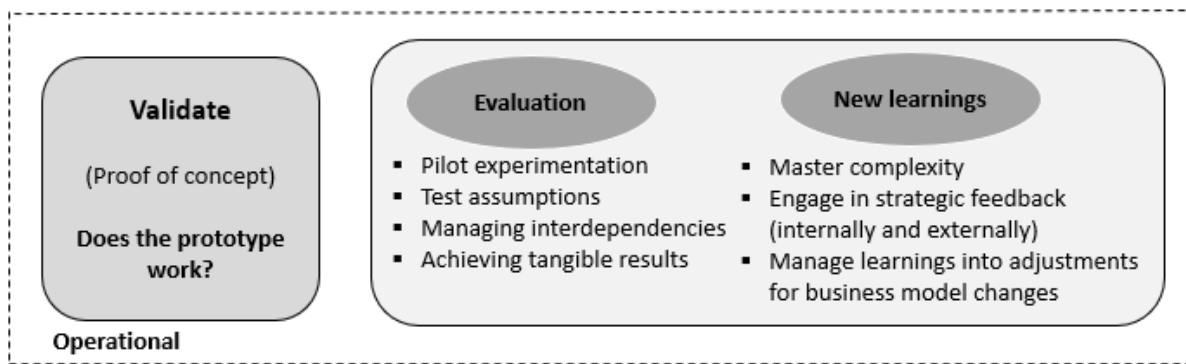 Validate
(Proof of concept)
Does the prototype
work?
Operational
Evaluation
▪ Pilot experimentation
▪ Test assumptions
▪ Managing interdependencies
▪ Achieving tangible results
New learnings
▪ Master complexity
▪ Engage in strategic feedback
(internally and externally)
▪ Manage learnings into adjustments
for business model changes